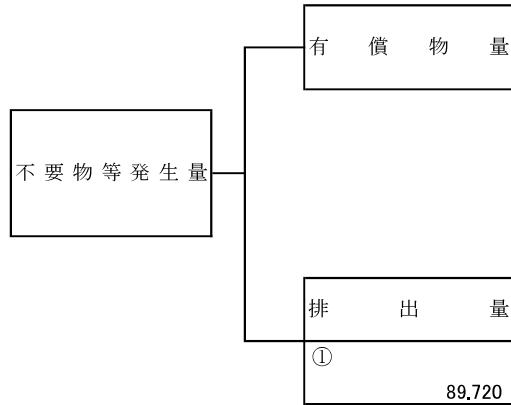 有償物量
不要物等発生量
排出量
①
89.720